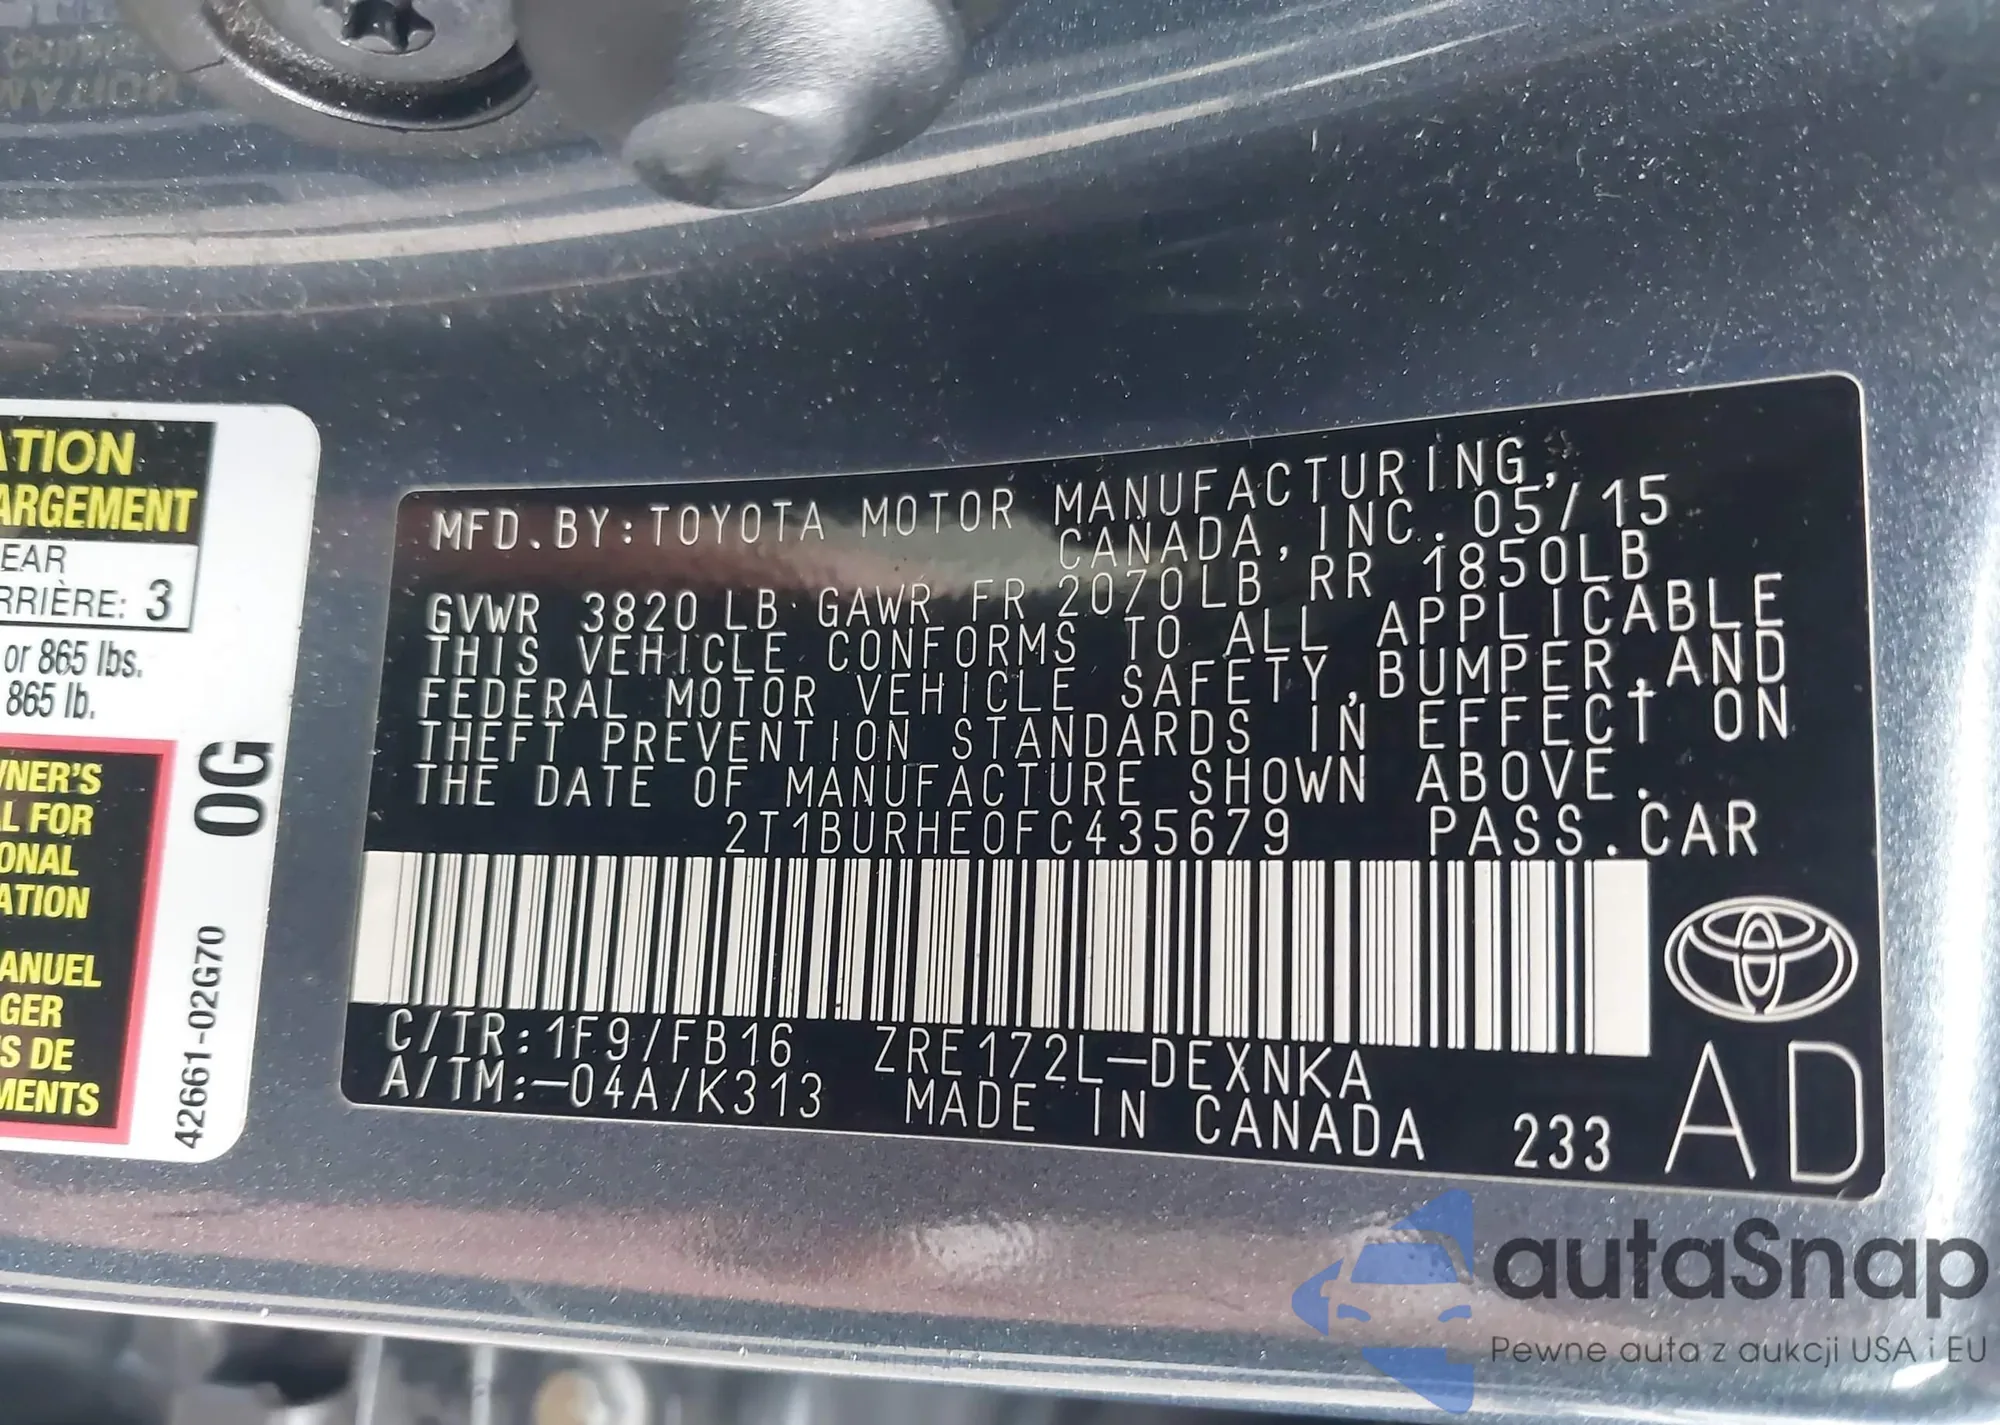 ATION
ARGEMENT
EAR
RRIÈRE: 3
or 865 lbs.
865 lb.
WNER'S
L FOR
ONAL
ATION
ANUEL
GER
S DE
MENTS
0G
42661-02G70
MFD.BY:TOYOTA MOTOR MANUFACTURING,
CANADA,INC. 05/15
GVWR 3820 LB GAWR FR 2070LB RR 1850LB
THIS VEHICLE CONFORMS TO ALL APPLICABLE
FEDERAL MOTOR VEHICLE SAFETY,BUMPER,AND
THEFT PREVENTION STANDARDS IN EFFECT ON
THE DATE OF MANUFACTURE SHOWN ABOVE.
2T1BURHE0FC435679 PASS.CAR
C/TR:1F9/FB16 ZRE172L-DEXNKA
A/TM:-04A/K313 MADE IN CANADA 233 AD
autaSnap
Pewne auta z aukcji USA i EU